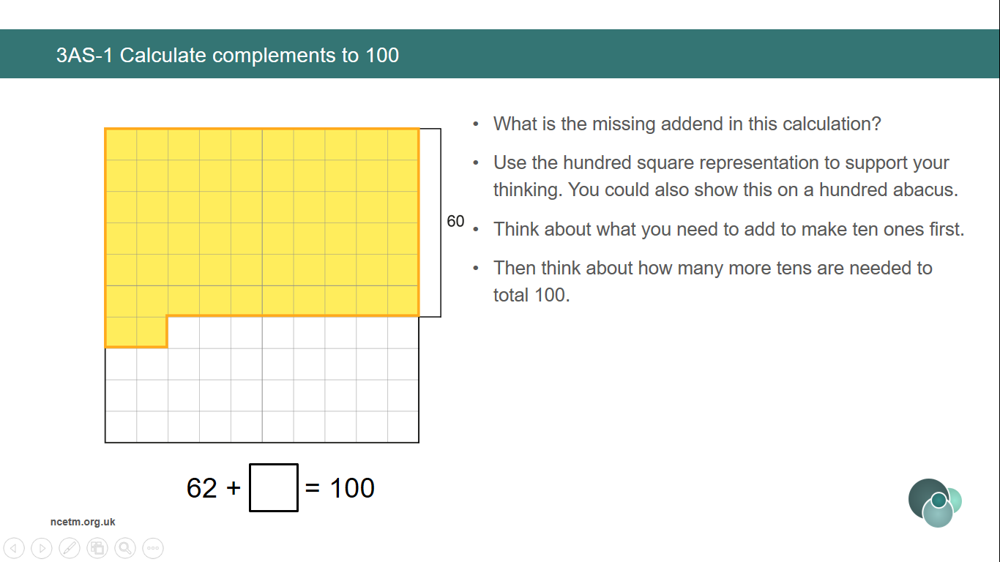 3AS-1 Calculate complements to 100
• What is the missing addend in this calculation?
• Use the hundred square representation to support your
thinking. You could also show this on a hundred abacus.
60
• Think about what you need to add to make ten ones first.
• Then think about how many more tens are needed to
total 100.
62 + = 100
ncetm.org.uk